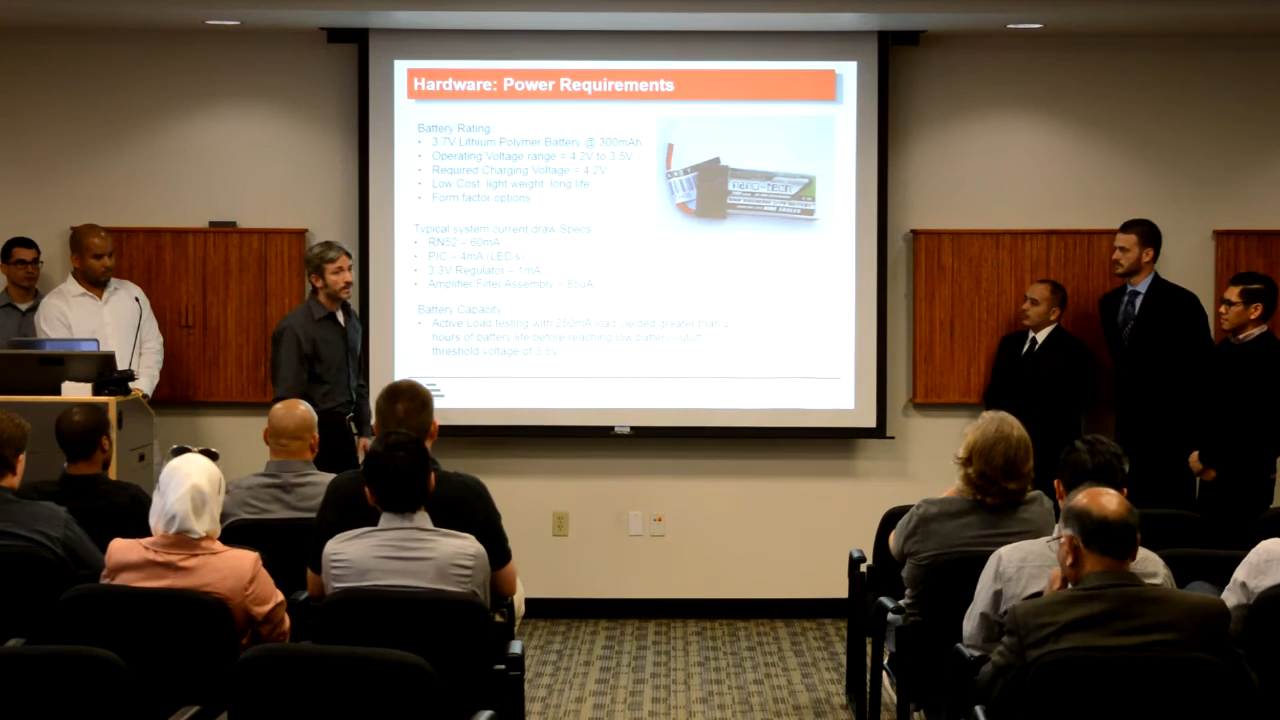 Hardware: Power Requirements
Battery Rating:
• 3.7V Lithium Polymer Battery @ 300mAh
• Operating Voltage range = 4.2V to 3.5V
• Required Charging Voltage = 4.2V
• Low Cost, light weight, long life
• Form factor options
nano-tech
Typical system current draw Specs
• RN52 – 60mA
• PIC – 4mA (LED's)
• 3.3V Regulator – 1mA
• Amplifier/Filter Assembly – 85uA
Battery Capacity
• Active Load testing with 250mA load yielded greater than
hours of battery life before reaching low battery cutoff
threshold voltage of 3.5V